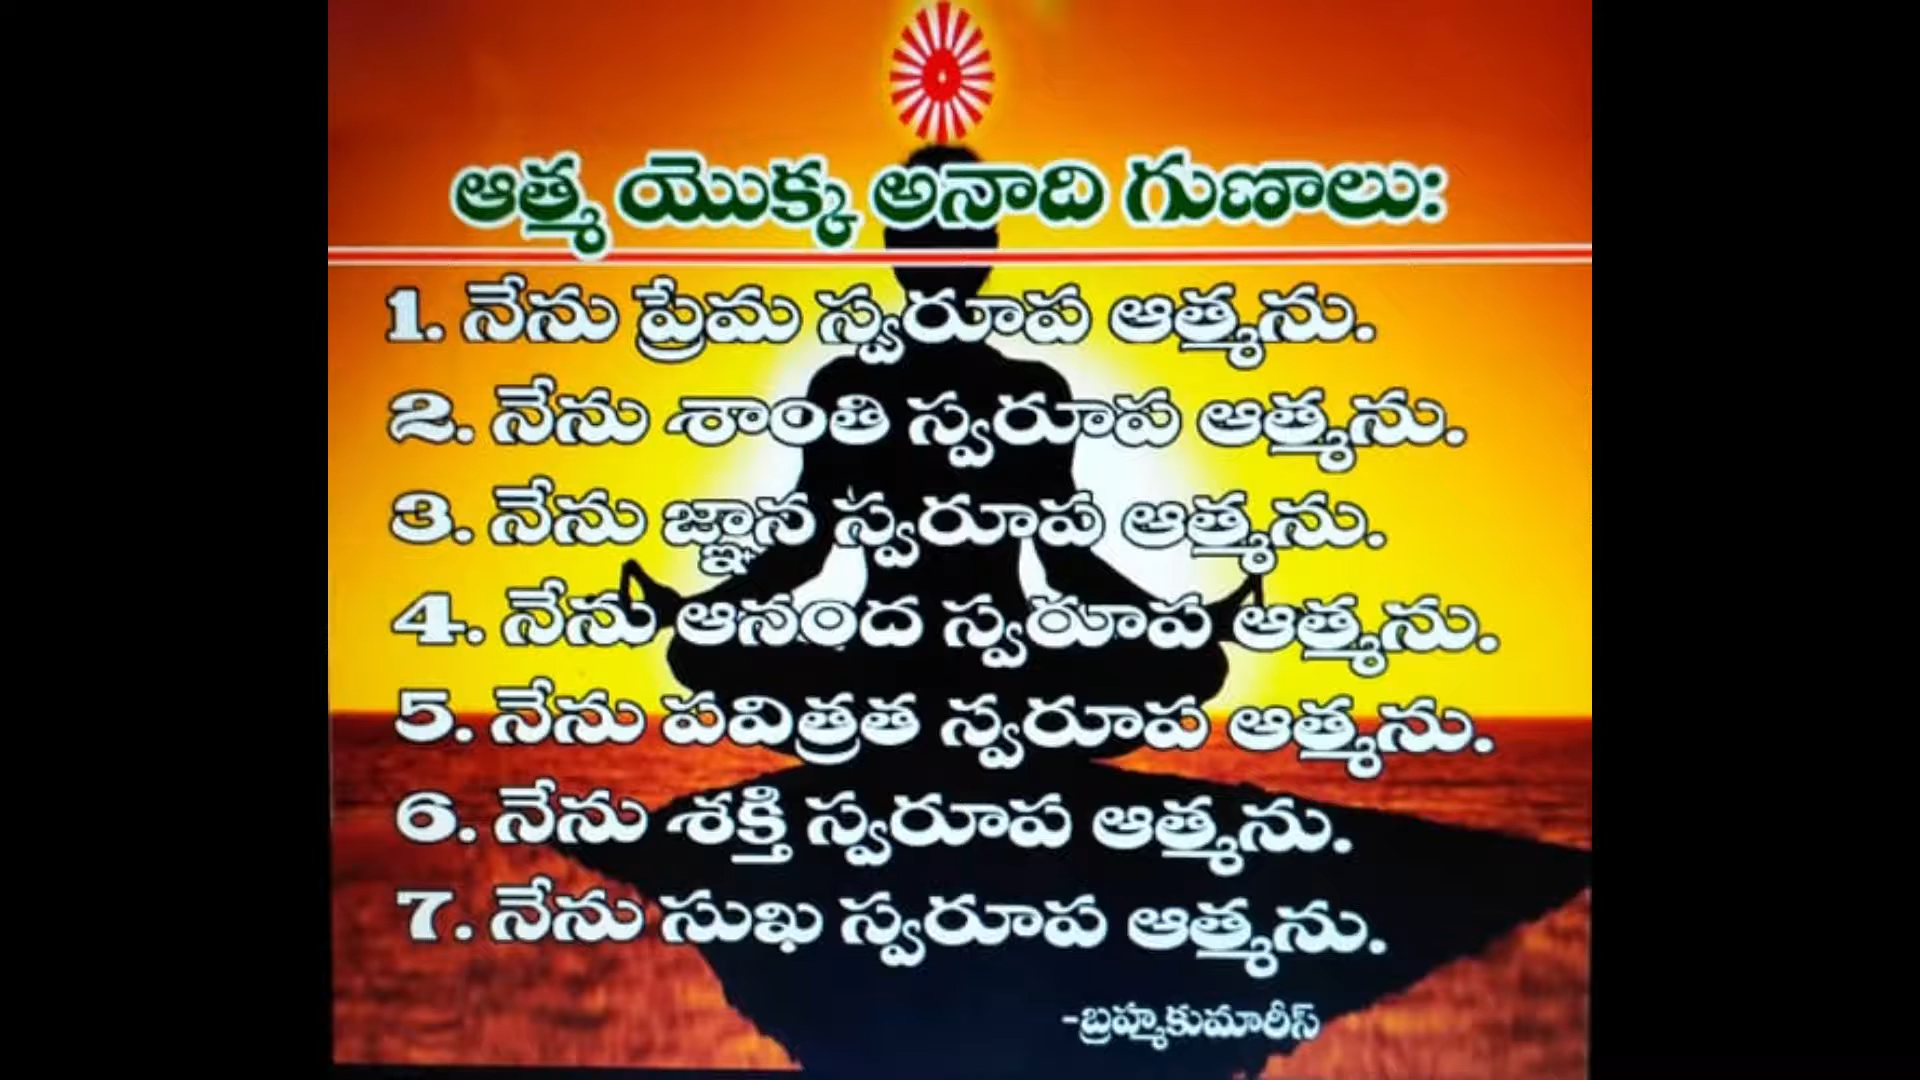 ఆత్మ యొక్క అనాది గుణాలు:
1. నేను ప్రేమ స్వరూప ఆత్మను.
2. నేను శాంతి స్వరూప ఆత్మను.
3. నేను జ్ఞాన స్వరూప ఆత్మను.
4. నేను ఆనంద స్వరూప ఆత్మను.
5. నేను పవిత్రత స్వరూప ఆత్మను.
6. నేను శక్తి స్వరూప ఆత్మను.
7. నేను సుఖ స్వరూప ఆత్మను.
-బ్రహ్మకుమారీస్